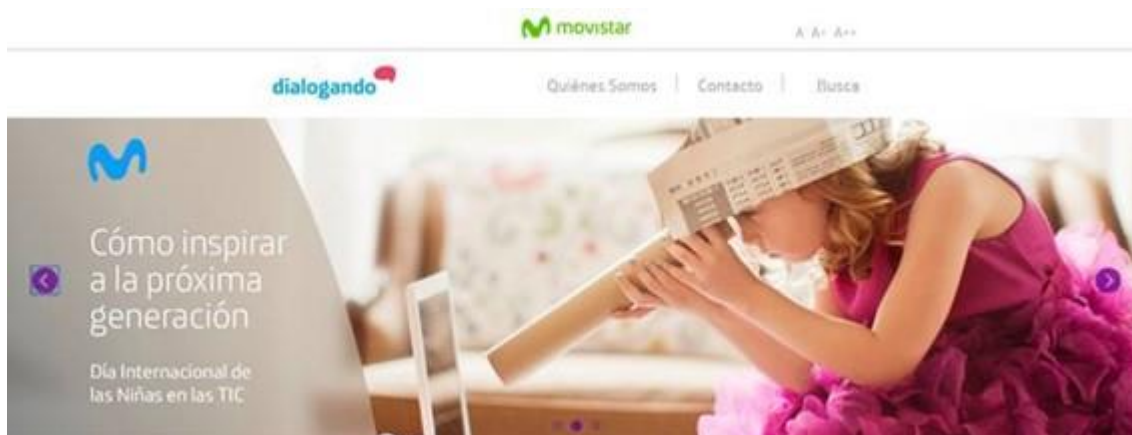 movistar
A A+ A++
dialogando
Quiénes Somos | Contacto | Busca
Cómo inspirar
a la próxima
generación
Día Internacional de
las Niñas en las TIC